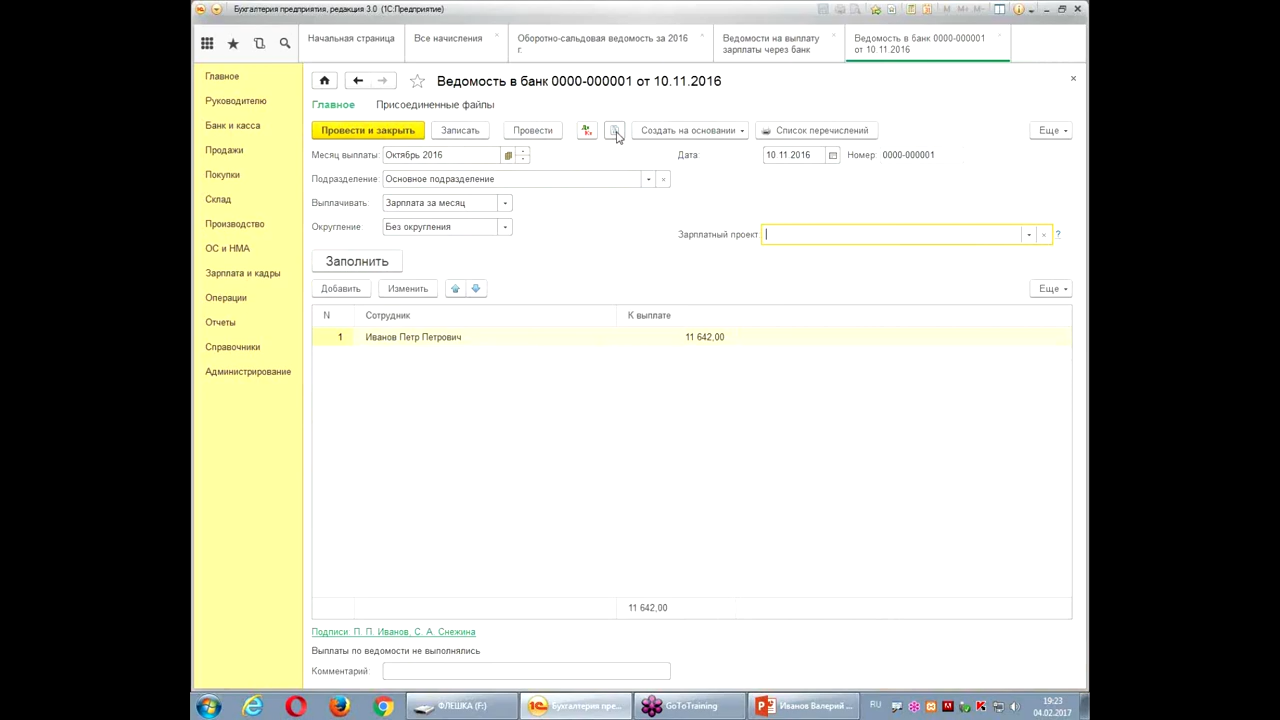 Бухгалтерия предприятия, редакция 3.0 (1С:Предприятие)
M M+ M-
Начальная страница
Все начисления
Оборотно-сальдовая ведомость за 2016 г.
Ведомости на выплату зарплаты через банк
Ведомость в банк 0000-000001 от 10.11.2016
Главное
Руководителю
Банк и касса
Продажи
Покупки
Склад
Производство
ОС и НМА
Зарплата и кадры
Операции
Отчеты
Справочники
Администрирование
Ведомость в банк 0000-000001 от 10.11.2016
Главное Присоединенные файлы
Провести и закрыть Записать Провести Дт Кт Создать на основании Список перечислений Еще
Месяц выплаты: Октябрь 2016 Дата: 10.11.2016 Номер: 0000-000001
Подразделение: Основное подразделение
Выплачивать: Зарплата за месяц
Округление: Без округления
Зарплатный проект: ?
Заполнить
Добавить Изменить Еще
N Сотрудник К выплате
1 Иванов Петр Петрович 11 642,00
11 642,00
Подписи: П. П. Иванов, С. А. Снежина
Выплаты по ведомости не выполнялись
Комментарий:
ФЛЕШКА (F:) Бухгалтерия пре... GoToTraining Иванов Валерий ... RU 19:23
04.02.2017